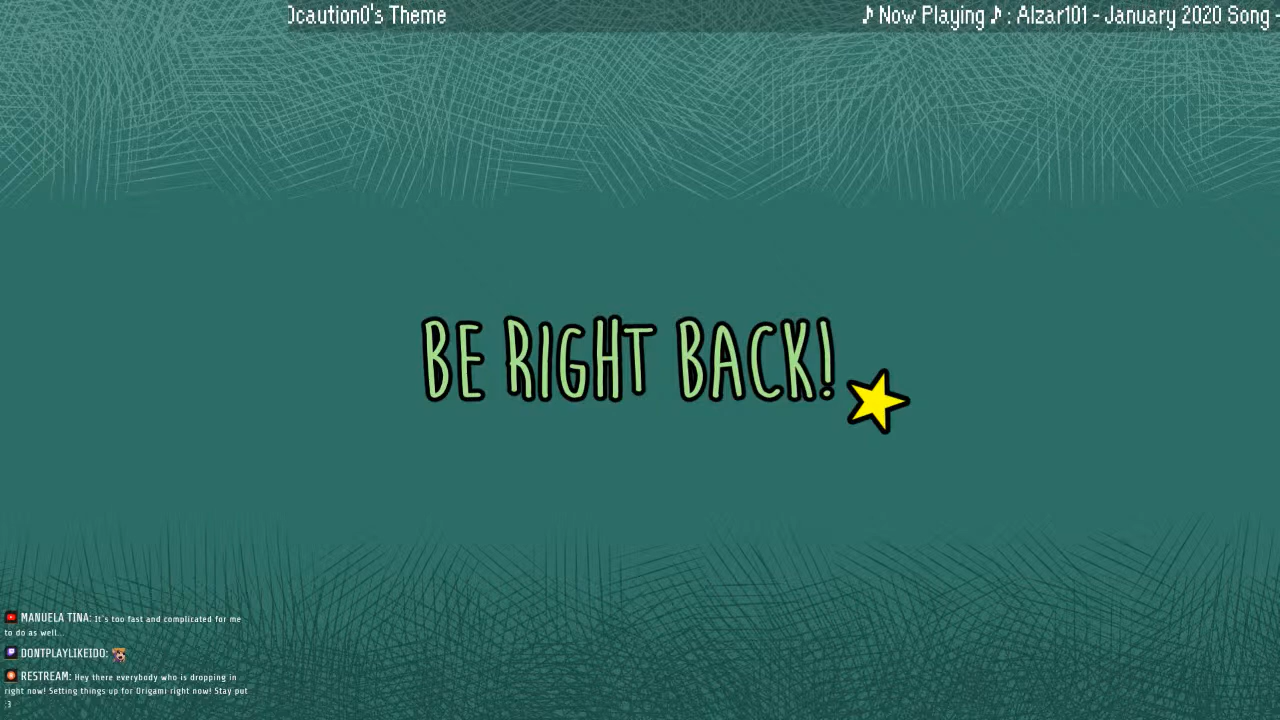 0caution0's Theme
♪ Now Playing ♪ : Alzar101 - January 2020 Song -
BE RIGHT BACK!
MANUELA TINA: It's too fast and complicated for me
to do as well...
DONTPLAYLIKEIDO:
RESTREAM: Hey there everybody who is dropping in
right now! Setting things up for Origami right now! Stay put
:3